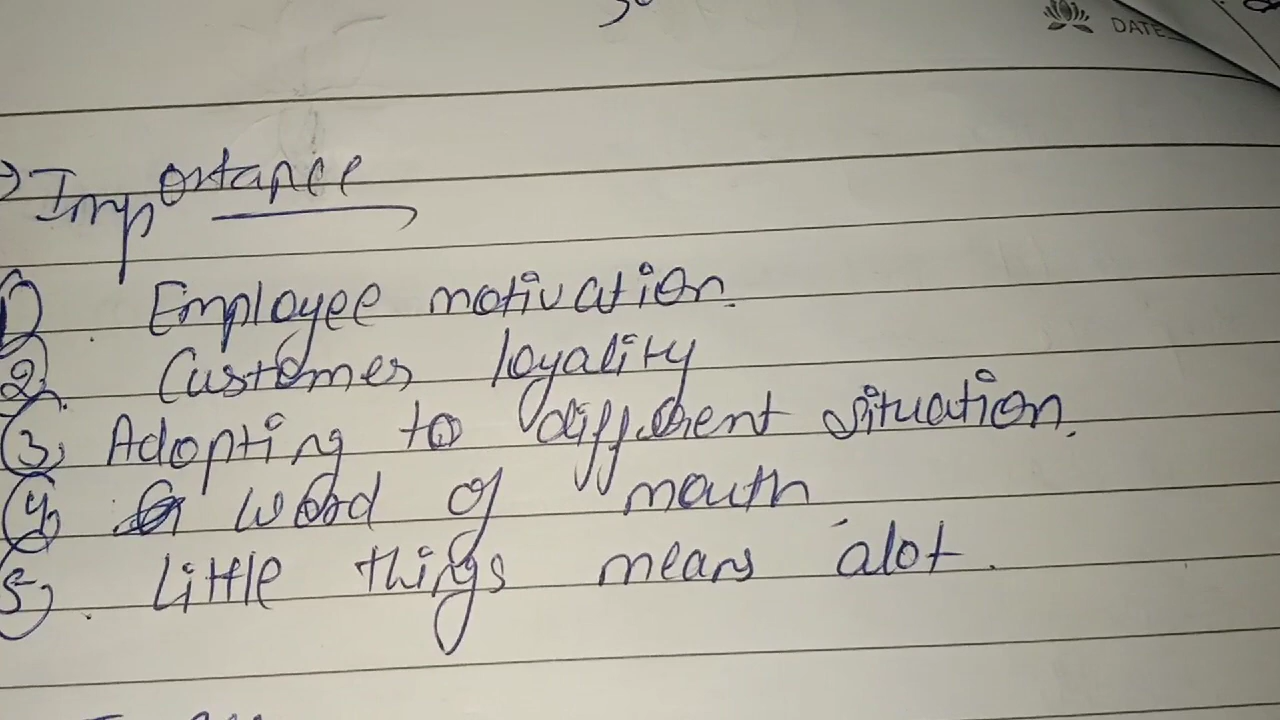 DATE
→ Importance
1) Employee motivation.
2). Customer loyality
3) Adopting to different situation.
4) word of mouth
5). Little things means alot.